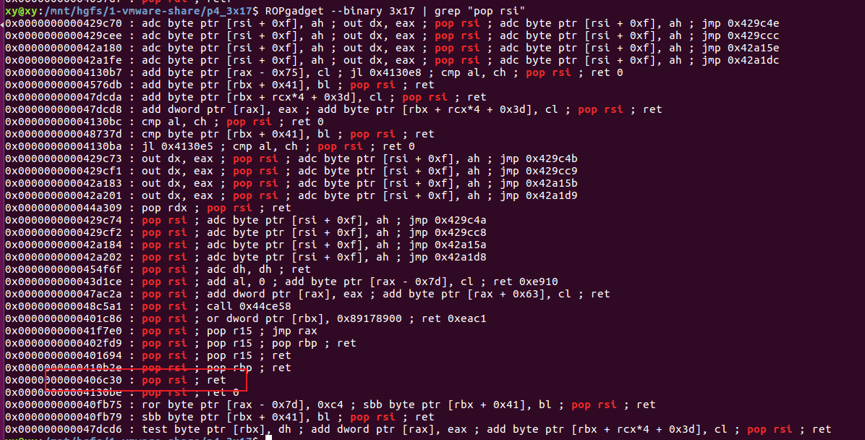 xy@xy:/mnt/hgfs/1-vmware-share/p4_3x17$ ROPgadget --binary 3x17 | grep "pop rsi"
0x0000000000429c70 : adc byte ptr [rsi + 0xf], ah ; out dx, eax ; pop rsi ; adc byte ptr [rsi + 0xf], ah ; jmp 0x429c4e
0x0000000000429cee : adc byte ptr [rsi + 0xf], ah ; out dx, eax ; pop rsi ; adc byte ptr [rsi + 0xf], ah ; jmp 0x429ccc
0x000000000042a180 : adc byte ptr [rsi + 0xf], ah ; out dx, eax ; pop rsi ; adc byte ptr [rsi + 0xf], ah ; jmp 0x42a15e
0x000000000042a1fe : adc byte ptr [rsi + 0xf], ah ; out dx, eax ; pop rsi ; adc byte ptr [rsi + 0xf], ah ; jmp 0x42a1dc
0x00000000004130b7 : add byte ptr [rax - 0x75], cl ; jl 0x4130e8 ; cmp al, ch ; pop rsi ; ret 0
0x00000000004576db : add byte ptr [rbx + 0x41], bl ; pop rsi ; ret
0x000000000047dcda : add byte ptr [rbx + rcx*4 + 0x3d], cl ; pop rsi ; ret
0x000000000047dcd8 : add dword ptr [rax], eax ; add byte ptr [rbx + rcx*4 + 0x3d], cl ; pop rsi ; ret
0x00000000004130bc : cmp al, ch ; pop rsi ; ret 0
0x000000000048737d : cmp byte ptr [rbx + 0x41], bl ; pop rsi ; ret
0x00000000004130ba : jl 0x4130e5 ; cmp al, ch ; pop rsi ; ret 0
0x0000000000429c73 : out dx, eax ; pop rsi ; adc byte ptr [rsi + 0xf], ah ; jmp 0x429c4b
0x0000000000429cf1 : out dx, eax ; pop rsi ; adc byte ptr [rsi + 0xf], ah ; jmp 0x429cc9
0x000000000042a183 : out dx, eax ; pop rsi ; adc byte ptr [rsi + 0xf], ah ; jmp 0x42a15b
0x000000000042a201 : out dx, eax ; pop rsi ; adc byte ptr [rsi + 0xf], ah ; jmp 0x42a1d9
0x000000000044a309 : pop rdx ; pop rsi ; ret
0x0000000000429c74 : pop rsi ; adc byte ptr [rsi + 0xf], ah ; jmp 0x429c4a
0x0000000000429cf2 : pop rsi ; adc byte ptr [rsi + 0xf], ah ; jmp 0x429cc8
0x000000000042a184 : pop rsi ; adc byte ptr [rsi + 0xf], ah ; jmp 0x42a15a
0x000000000042a202 : pop rsi ; adc byte ptr [rsi + 0xf], ah ; jmp 0x42a1d8
0x0000000000454f6f : pop rsi ; adc dh, dh ; ret
0x000000000043d1ce : pop rsi ; add al, 0 ; add byte ptr [rax - 0x7d], cl ; ret 0xe910
0x000000000047ac2a : pop rsi ; add dword ptr [rax], eax ; add byte ptr [rax + 0x63], cl ; ret
0x000000000048c5a1 : pop rsi ; call 0x44ce58
0x0000000000401c86 : pop rsi ; or dword ptr [rbx], 0x89178900 ; ret 0xeac1
0x000000000041f7e0 : pop rsi ; pop r15 ; jmp rax
0x0000000000402fd9 : pop rsi ; pop r15 ; pop rbp ; ret
0x0000000000401694 : pop rsi ; pop r15 ; ret
0x0000000000410b2e : pop rsi ; pop rbp ; ret
0x0000000000406c30 : pop rsi ; ret
0x00000000004130be : pop rsi ; ret 0
0x000000000040fb75 : ror byte ptr [rax - 0x7d], 0xc4 ; sbb byte ptr [rbx + 0x41], bl ; pop rsi ; ret
0x000000000040fb79 : sbb byte ptr [rbx + 0x41], bl ; pop rsi ; ret
0x000000000047dcd6 : test byte ptr [rbx], dh ; add dword ptr [rax], eax ; add byte ptr [rbx + rcx*4 + 0x3d], cl ; pop rsi ; ret